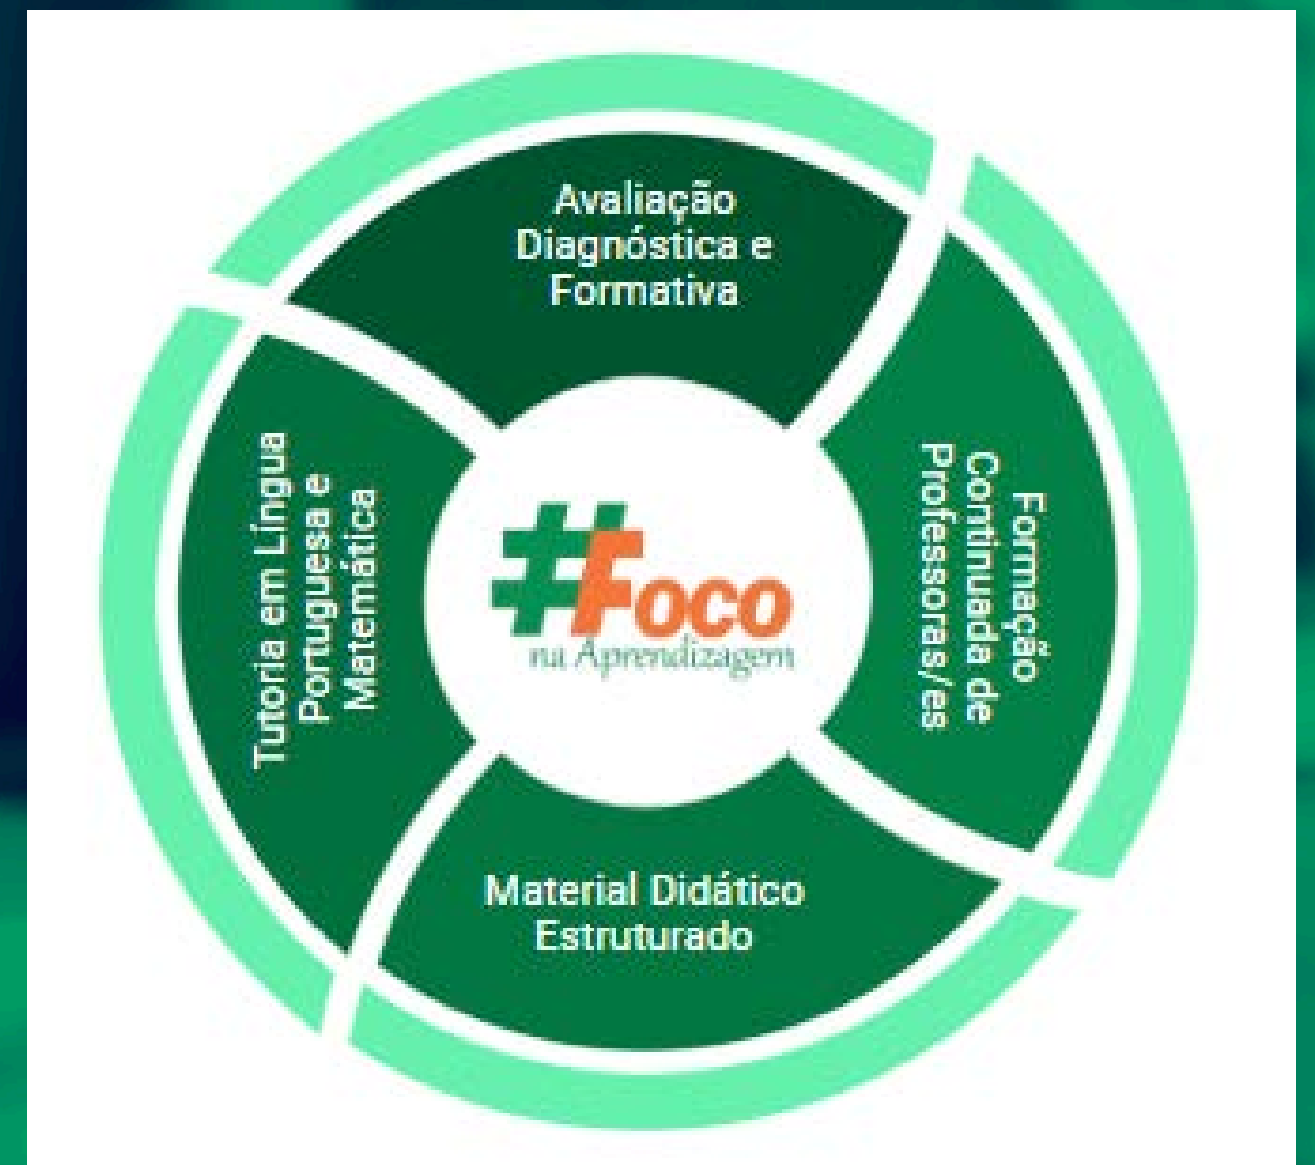 Avaliação
Diagnóstica e
Formativa
Formação
Continuada de
Professoras/es
Material Didático
Estruturado
Tutoria em Língua
Portuguesa e
Matemática
#Foco
na Aprendizagem